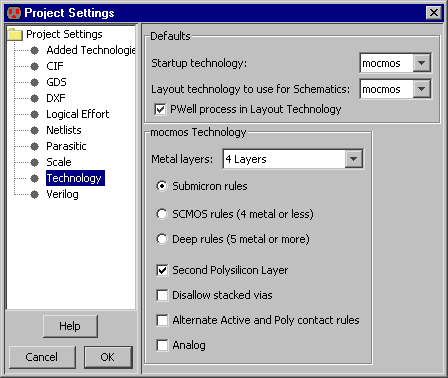 Project Settings
Project Settings
Added Technologie
CIF
GDS
DXF
Logical Effort
Netlists
Parasitic
Scale
Technology
Verilog
Help
Cancel
OK
Defaults
Startup technology: mocmos
Layout technology to use for Schematics: mocmos
PWell process in Layout Technology
mocmos Technology
Metal layers: 4 Layers
Submicron rules
SCMOS rules (4 metal or less)
Deep rules (5 metal or more)
Second Polysilicon Layer
Disallow stacked vias
Alternate Active and Poly contact rules
Analog